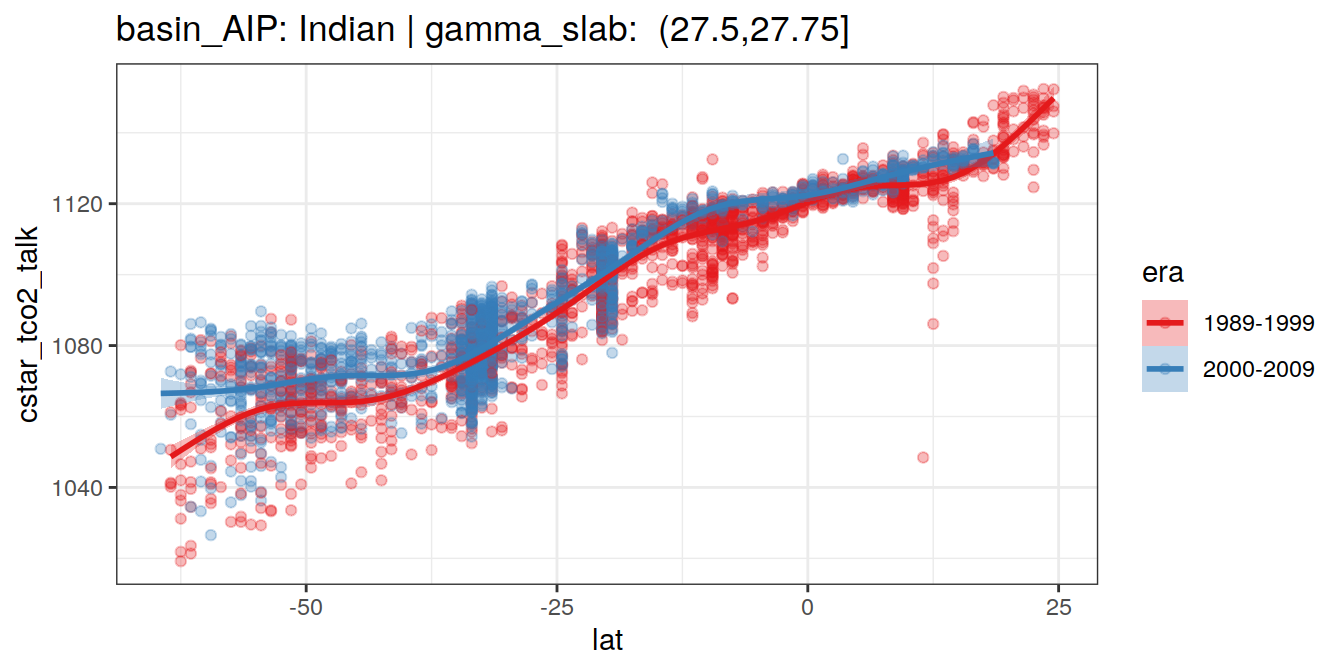 basin_AIP: Indian | gamma_slab:  (27.5,27.75]
cstar_tco2_talk
1120
1080
1040
-50
-25
0
25
lat
era
1989-1999
2000-2009